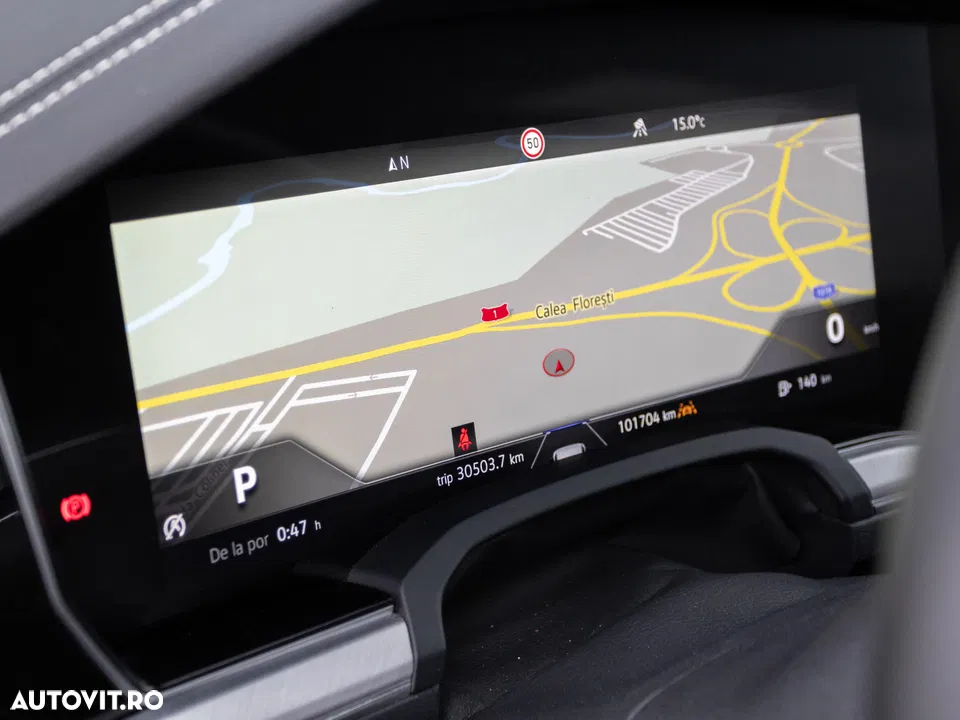 N
50
15.0°C
1
Calea Florești
0
km/h
140 km
101704 km
trip 30503.7 km
P
De la por 0:47 h
AUTOVIT.RO